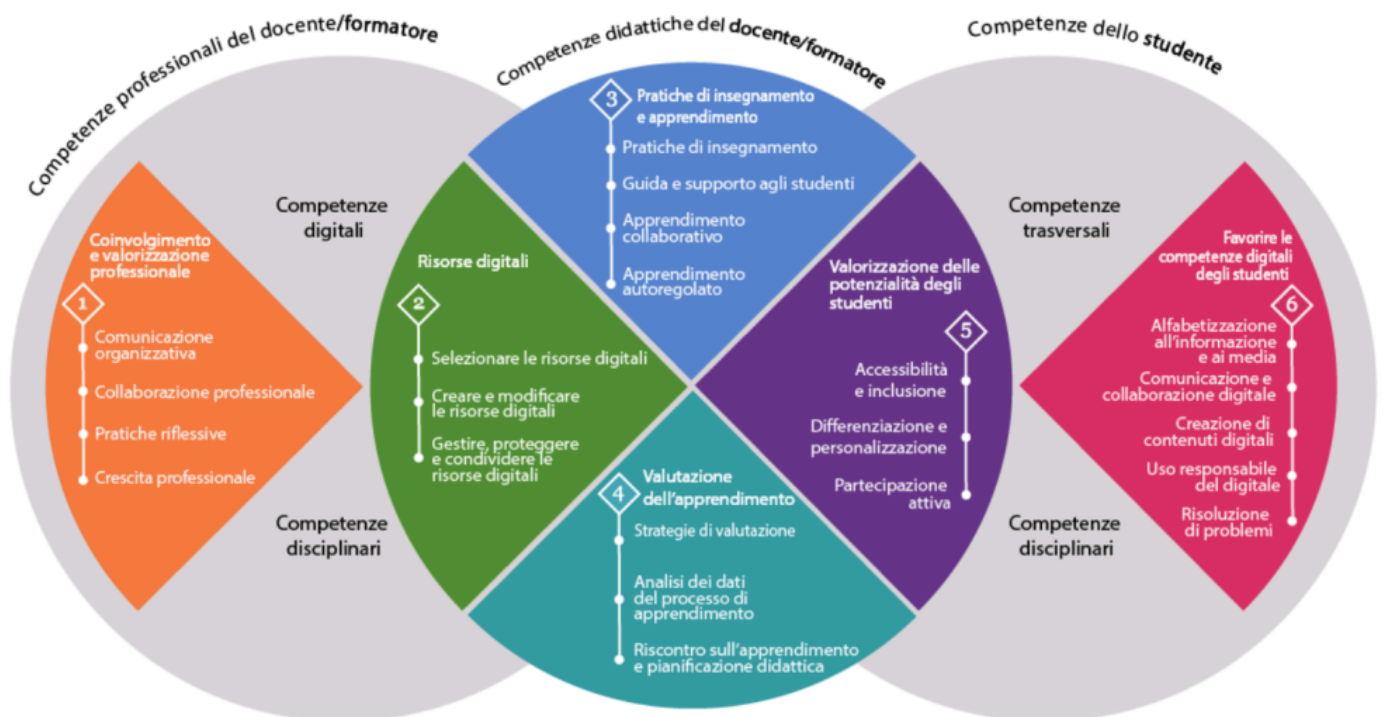 Competenze professionali del docente/formatore
Competenze didattiche del docente/formatore
Competenze dello studente
Competenze
digitali
Competenze
disciplinari
Coinvolgimento
e valorizzazione
professionale
1
Comunicazione
organizzativa
Collaborazione professionale
Pratiche riflessive
Crescita professionale
Risorse digitali
2
Selezionare le risorse digitali
Creare e modificare
le risorse digitali
Gestire, proteggere
e condividere le
risorse digitali
3
Pratiche di insegnamento
e apprendimento
Pratiche di insegnamento
Guida e supporto agli studenti
Apprendimento
collaborativo
Apprendimento
autoregolato
4
Valutazione
dell'apprendimento
Strategie di valutazione
Analisi dei dati
del processo di
apprendimento
Riscontro sull'apprendimento
e pianificazione didattica
Valorizzazione delle
potenzialità degli
studenti
5
Accessibilità
e inclusione
Differenziazione e
personalizzazione
Partecipazione
attiva
Competenze
trasversali
Competenze
disciplinari
Favorire le
competenze digitali
degli studenti
6
Alfabetizzazione
all'informazione
e ai media
Comunicazione e
collaborazione digitale
Creazione di
contenuti digitali
Uso responsabile
del digitale
Risoluzione
di problemi